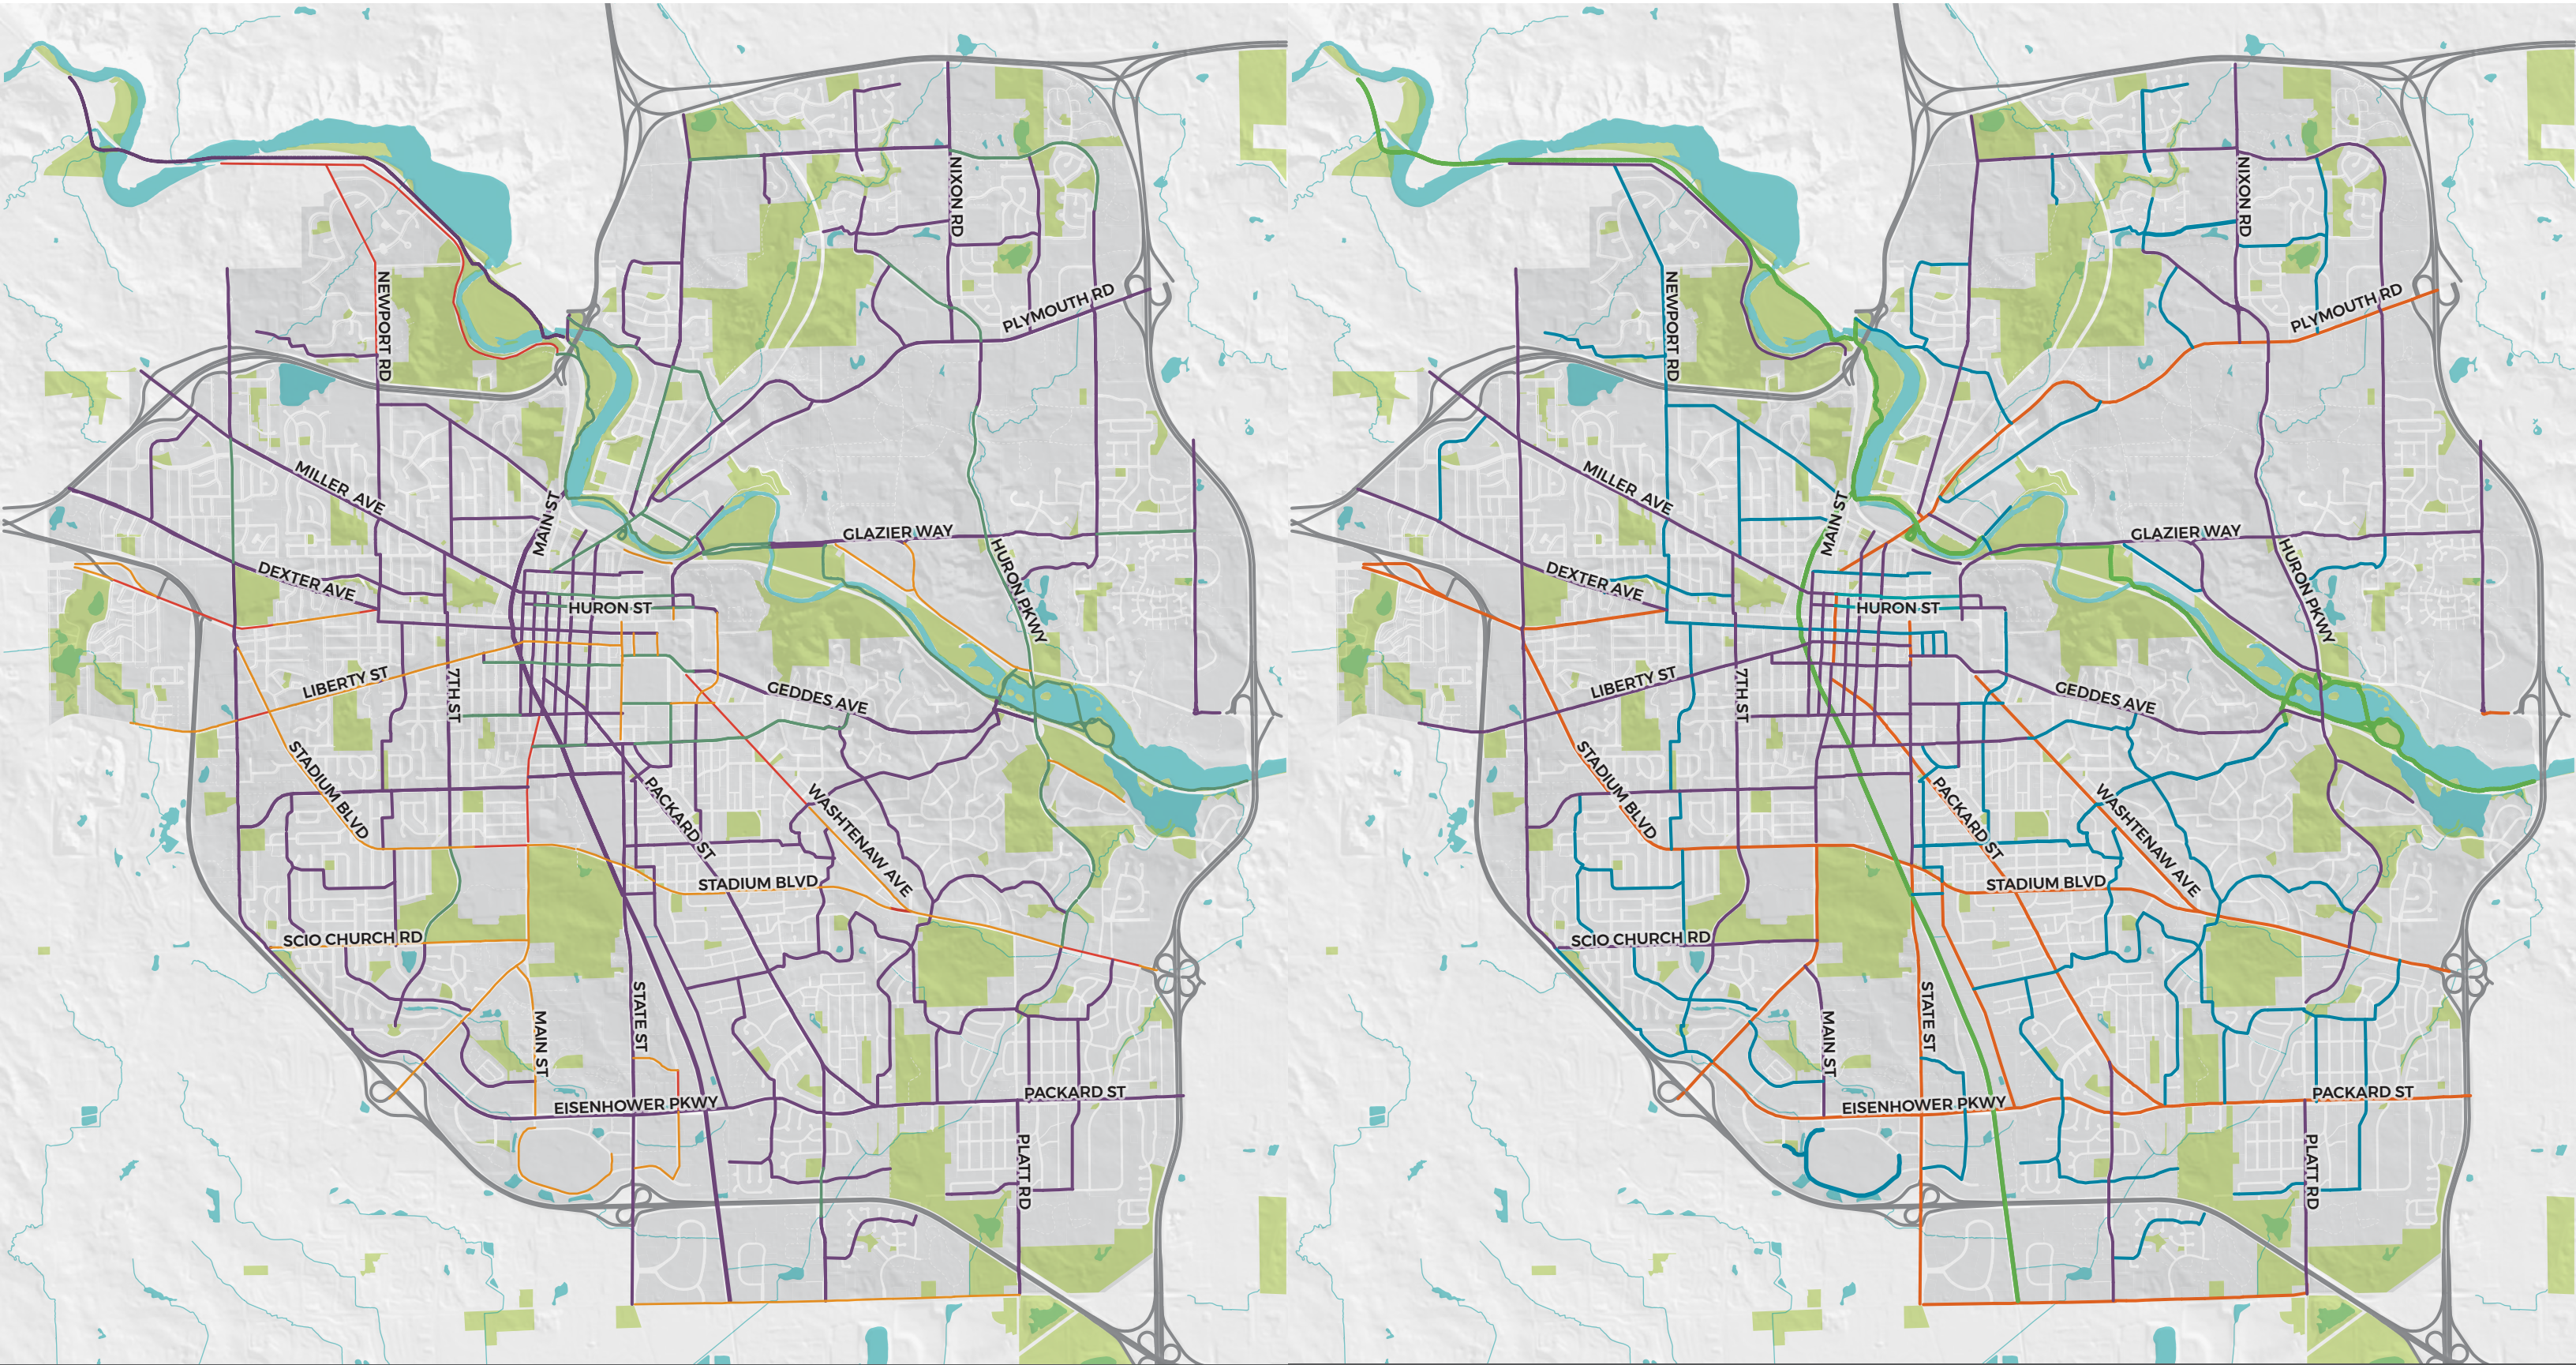 NIXON RD
NEWPORT RD
PLYMOUTH RD
MILLER AVE
MAIN ST
GLAZIER WAY
HURON PKWY
DEXTER AVE
HURON ST
LIBERTY ST
7TH ST
GEDDES AVE
STADIUM BLVD
PACKARD ST
WASHTENAW AVE
STADIUM BLVD
SCIO CHURCH RD
STATE ST
MAIN ST
EISENHOWER PKWY
PACKARD ST
PLATT RD
NIXON RD
NEWPORT RD
PLYMOUTH RD
MILLER AVE
MAIN ST
GLAZIER WAY
HURON PKWY
DEXTER AVE
HURON ST
LIBERTY ST
7TH ST
GEDDES AVE
STADIUM BLVD
PACKARD ST
WASHTENAW AVE
STADIUM BLVD
SCIO CHURCH RD
STATE ST
MAIN ST
EISENHOWER PKWY
PACKARD ST
PLATT RD